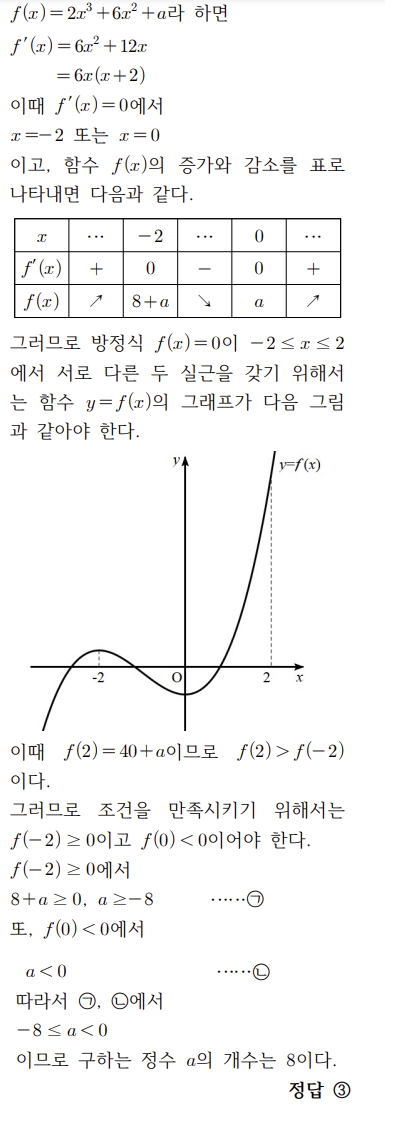 f(x)=2x³+6x²+a라 하면
f′(x)=6x²+12x
=6x(x+2)
이때 f′(x)=0에서
x=−2 또는 x=0
이고, 함수 f(x)의 증가와 감소를 표로
나타내면 다음과 같다.
x ⋯ −2 ⋯ 0 ⋯
f′(x) + 0 − 0 +
f(x) ↗ 8+a ↘ a ↗
그러므로 방정식 f(x)=0이 −2≤x≤2
에서 서로 다른 두 실근을 갖기 위해서
는 함수 y=f(x)의 그래프가 다음 그림
과 같아야 한다.
y y=f(x)
-2 O 2 x
이때 f(2)=40+a이므로 f(2)>f(−2)
이다.
그러므로 조건을 만족시키기 위해서는
f(−2)≥0이고 f(0)<0이어야 한다.
f(−2)≥0에서
8+a≥0, a≥−8 ⋯⋯㉠
또, f(0)<0에서
a<0 ⋯⋯㉡
따라서 ㉠, ㉡에서
−8≤a<0
이므로 구하는 정수 a의 개수는 8이다.
정답 ③